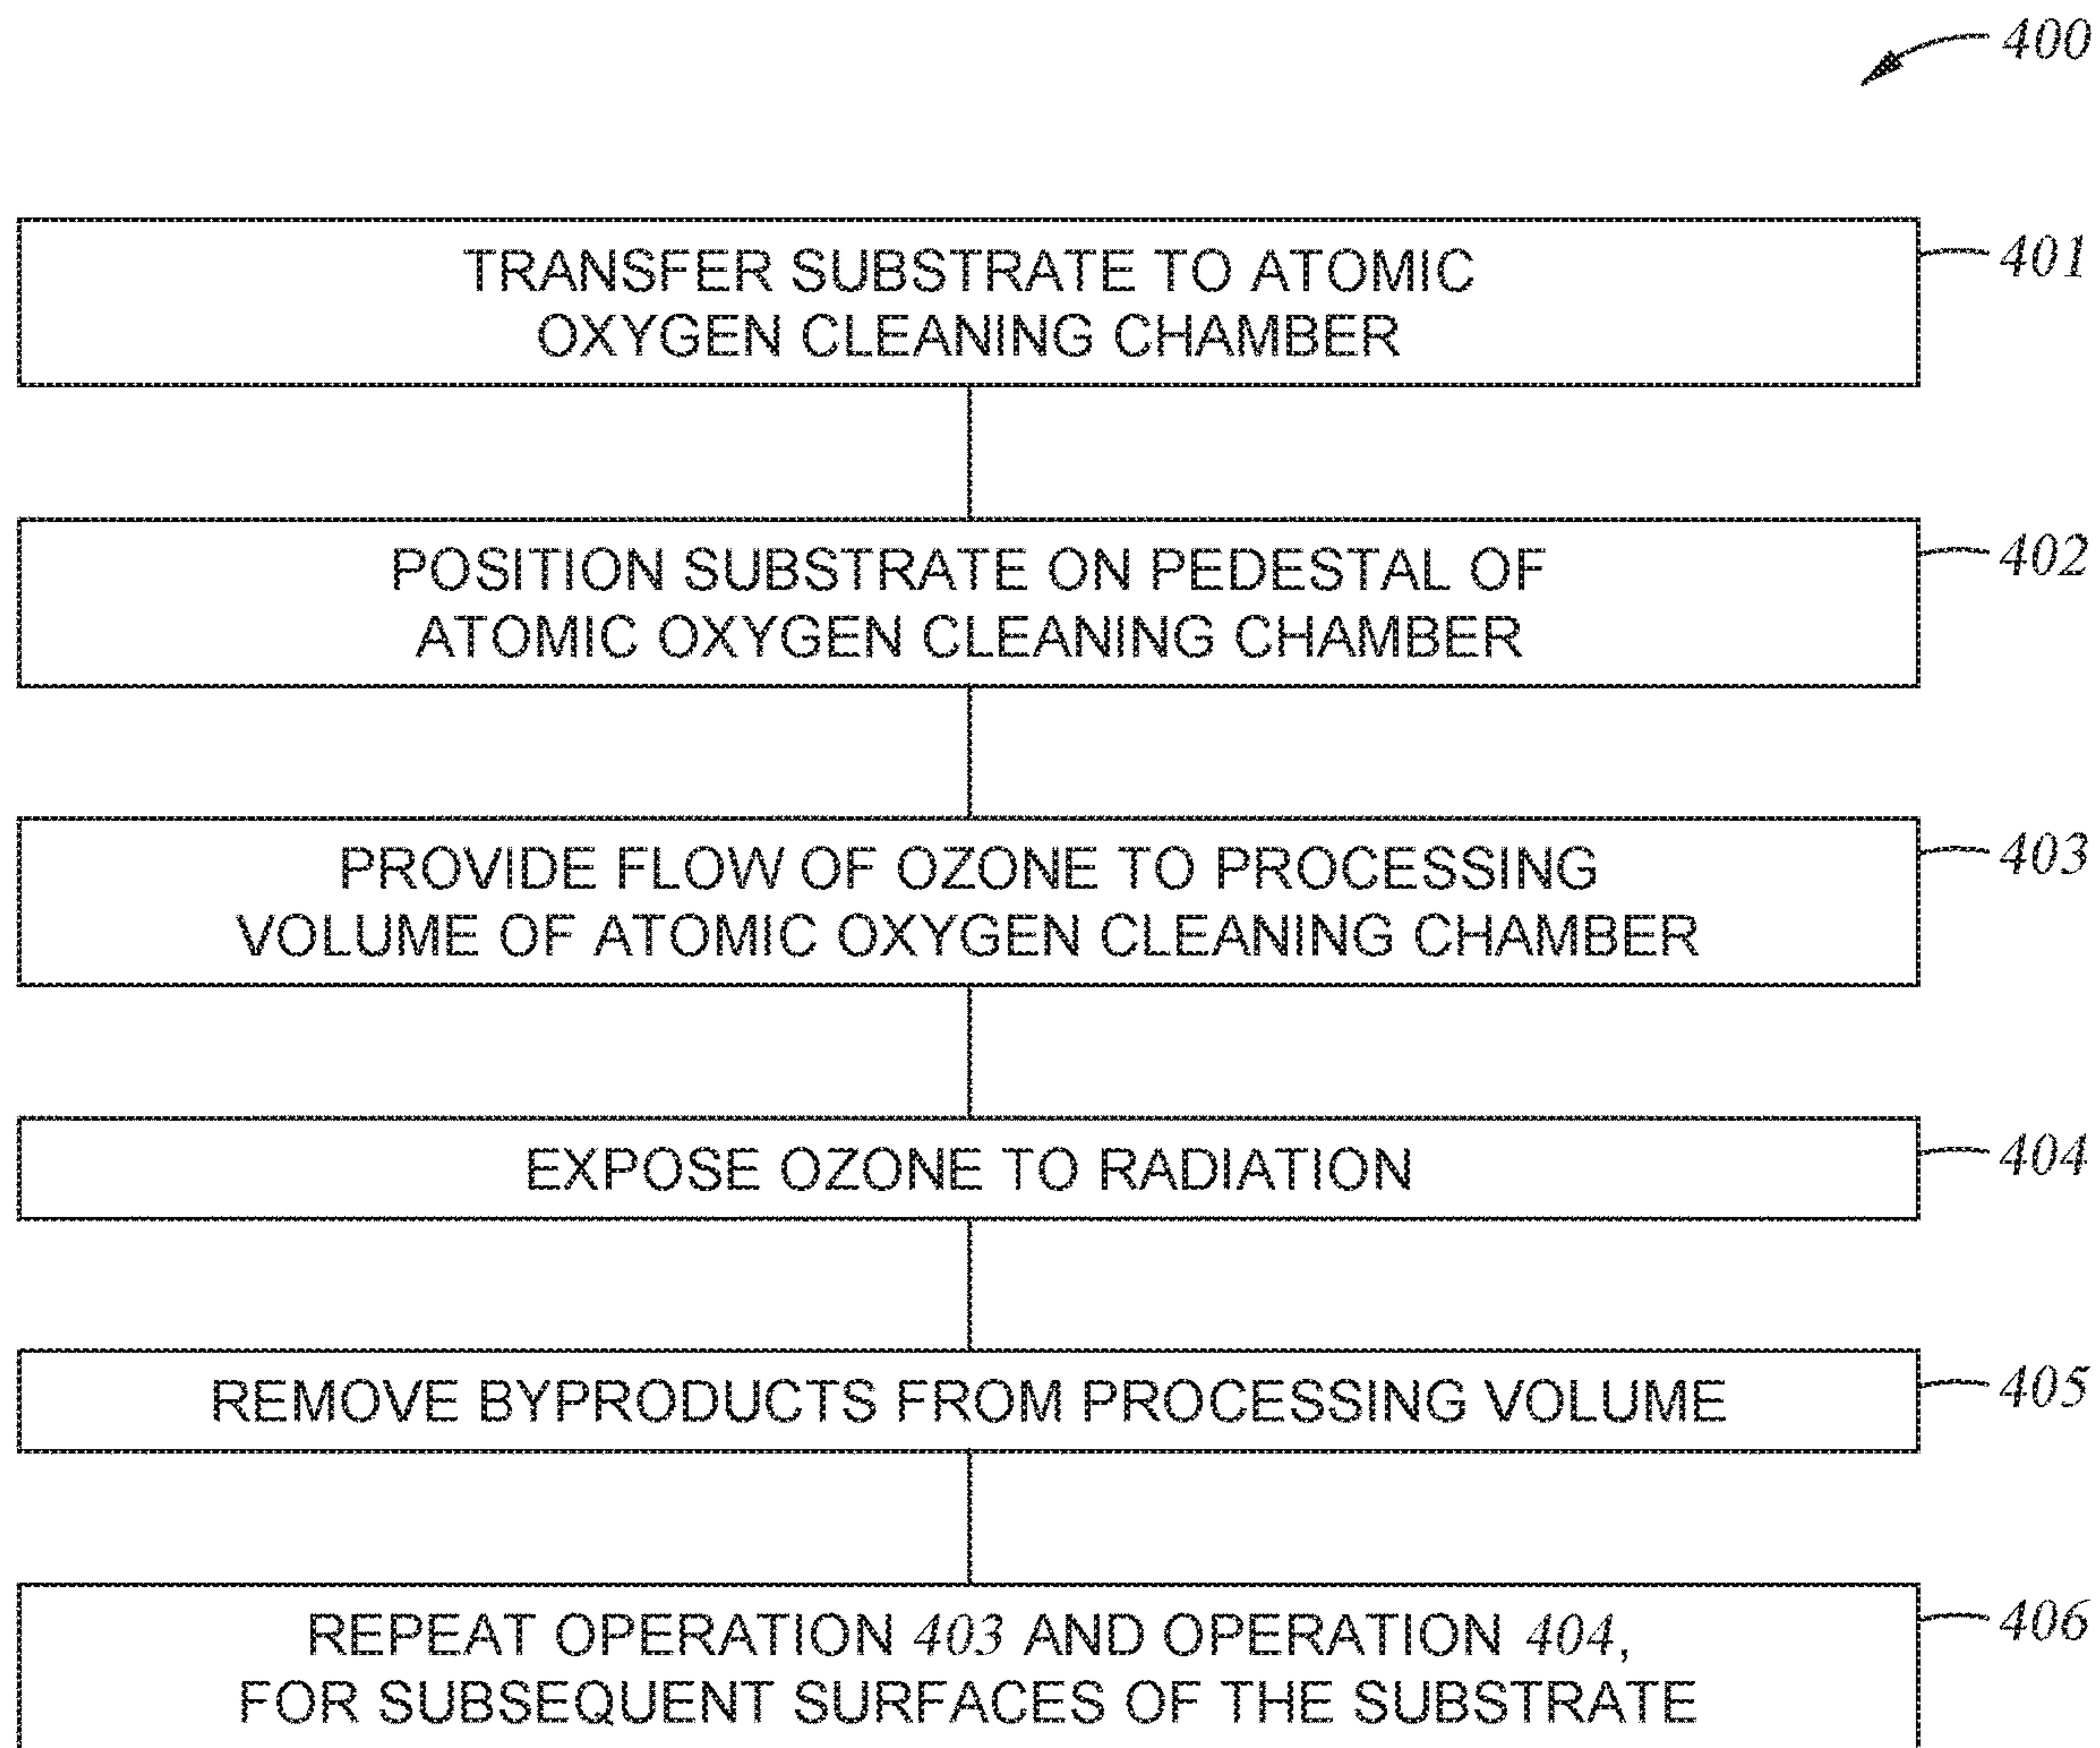 400
TRANSFER SUBSTRATE TO ATOMIC
OXYGEN CLEANING CHAMBER
401
POSITION SUBSTRATE ON PEDESTAL OF
ATOMIC OXYGEN CLEANING CHAMBER
402
PROVIDE FLOW OF OZONE TO PROCESSING
VOLUME OF ATOMIC OXYGEN CLEANING CHAMBER
403
EXPOSE OZONE TO RADIATION
404
REMOVE BYPRODUCTS FROM PROCESSING VOLUME
405
REPEAT OPERATION 403 AND OPERATION 404,
FOR SUBSEQUENT SURFACES OF THE SUBSTRATE
406